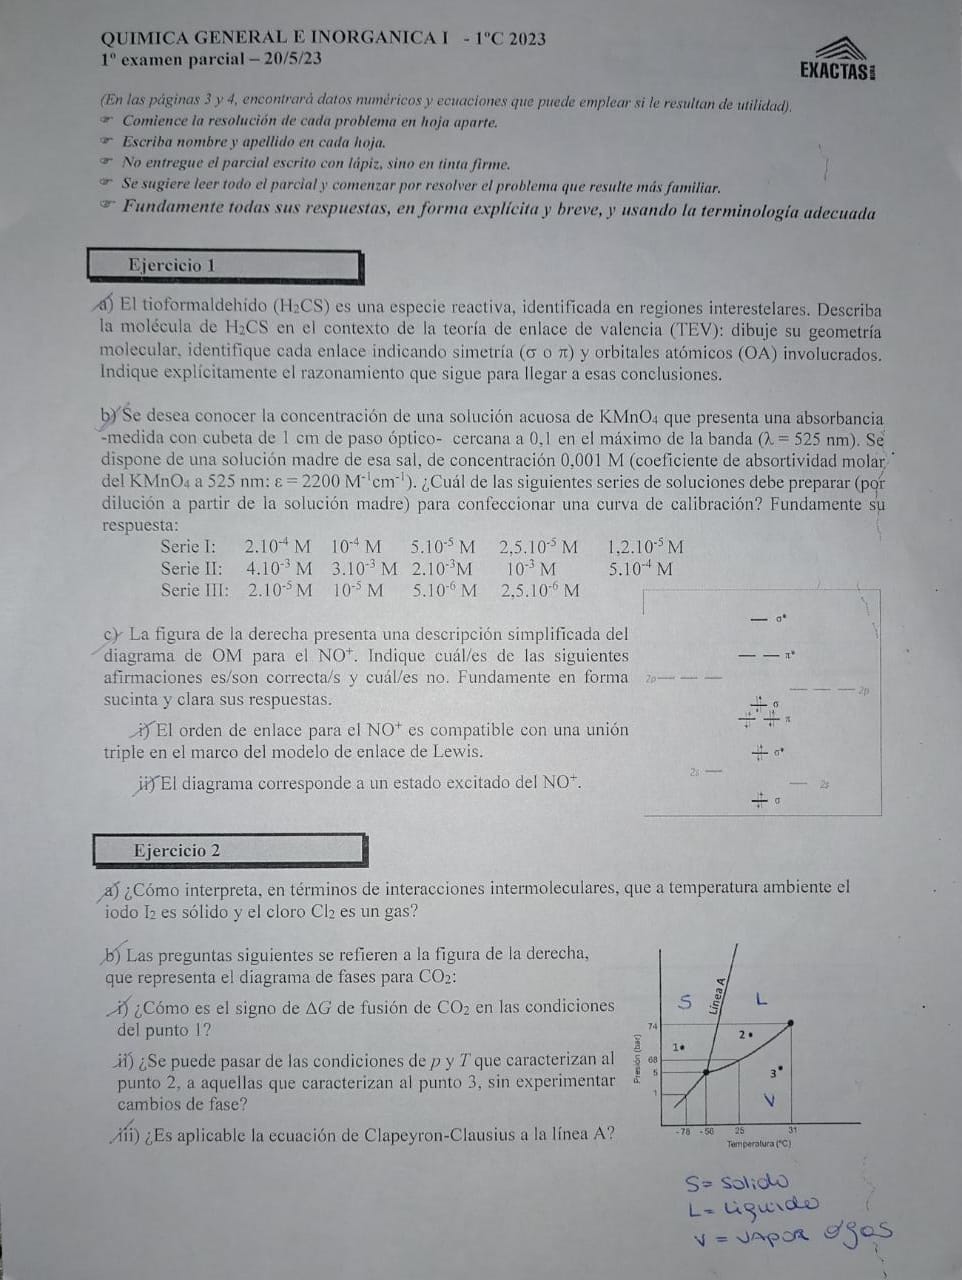 QUIMICA GENERAL E INORGANICA I - 1ºC 2023
1º examen parcial – 20/5/23
EXACTAS
(En las páginas 3 y 4, encontrará datos numéricos y ecuaciones que puede emplear si le resultan de utilidad).
☞ Comience la resolución de cada problema en hoja aparte.
☞ Escriba nombre y apellido en cada hoja.
☞ No entregue el parcial escrito con lápiz, sino en tinta firme.
☞ Se sugiere leer todo el parcial y comenzar por resolver el problema que resulte más familiar.
☞ Fundamente todas sus respuestas, en forma explícita y breve, y usando la terminología adecuada
Ejercicio 1
a) El tioformaldehído (H₂CS) es una especie reactiva, identificada en regiones interestelares. Describa
la molécula de H₂CS en el contexto de la teoría de enlace de valencia (TEV): dibuje su geometría
molecular, identifique cada enlace indicando simetría (σ o π) y orbitales atómicos (OA) involucrados.
Indique explícitamente el razonamiento que sigue para llegar a esas conclusiones.
b) Se desea conocer la concentración de una solución acuosa de KMnO₄ que presenta una absorbancia
-medida con cubeta de 1 cm de paso óptico- cercana a 0,1 en el máximo de la banda (λ = 525 nm). Se
dispone de una solución madre de esa sal, de concentración 0,001 M (coeficiente de absortividad molar
del KMnO₄ a 525 nm: ε = 2200 M⁻¹cm⁻¹). ¿Cuál de las siguientes series de soluciones debe preparar (por
dilución a partir de la solución madre) para confeccionar una curva de calibración? Fundamente su
respuesta:
Serie I: 2.10⁻⁴ M 10⁻⁴ M 5.10⁻⁵ M 2,5.10⁻⁵ M 1,2.10⁻⁵ M
Serie II: 4.10⁻³ M 3.10⁻³ M 2.10⁻³M 10⁻³ M 5.10⁻⁴ M
Serie III: 2.10⁻⁵ M 10⁻⁵ M 5.10⁻⁶ M 2,5.10⁻⁶ M
c) La figura de la derecha presenta una descripción simplificada del
diagrama de OM para el NO⁺. Indique cuál/es de las siguientes
afirmaciones es/son correcta/s y cuál/es no. Fundamente en forma
sucinta y clara sus respuestas.
i) El orden de enlace para el NO⁺ es compatible con una unión
triple en el marco del modelo de enlace de Lewis.
ii) El diagrama corresponde a un estado excitado del NO⁺.
σ*
π*
2p
2p
σ
π
σ*
2s
2s
σ
Ejercicio 2
a) ¿Cómo interpreta, en términos de interacciones intermoleculares, que a temperatura ambiente el
iodo I₂ es sólido y el cloro Cl₂ es un gas?
b) Las preguntas siguientes se refieren a la figura de la derecha,
que representa el diagrama de fases para CO₂:
i) ¿Cómo es el signo de ΔG de fusión de CO₂ en las condiciones
del punto 1?
ii) ¿Se puede pasar de las condiciones de p y T que caracterizan al
punto 2, a aquellas que caracterizan al punto 3, sin experimentar
cambios de fase?
iii) ¿Es aplicable la ecuación de Clapeyron-Clausius a la línea A?
S
Línea A
L
74
1
2
68
5
3
1
V
Presión (bar)
-78 -56 25 31
Temperatura (°C)
S= Solido
L= Liquido
V = VAPOR o gas